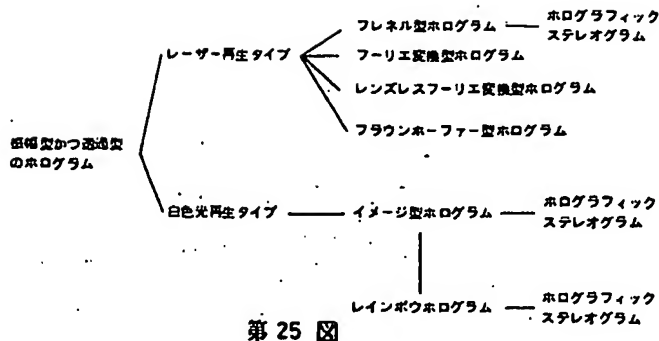 フレネル型ホログラム
ホログラフィック
ステレオグラム
レーザー再生タイプ
フーリエ変換型ホログラム
レンズレスフーリエ変換型ホログラム
フラウンホーファー型ホログラム
振幅型かつ透過型
のホログラム
白色光再生タイプ
イメージ型ホログラム
ホログラフィック
ステレオグラム
レインボウホログラム
ホログラフィック
ステレオグラム
第 25 図